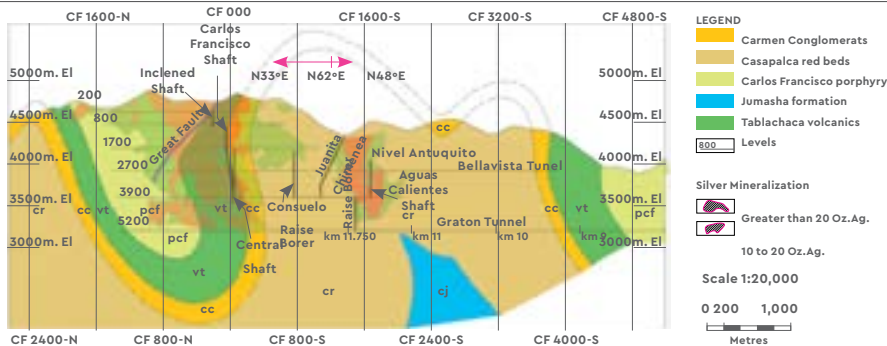 CF 1600-N
CF 000
CF 1600-S
CF 3200-S
CF 4800-S
Carlos
Francisco
Shaft
Inclened
Shaft
N33ºE
N62ºE
N48ºE
5000m. El
4500m. El
4000m. El
3500m. El
3000m. El
5000m. El
4500m. El
4000m. El
3500m. El
3000m. El
200
800
1700
2700
3900
5200
Great Fault
Juanita
Chimenea
Raise Borer
Nivel Antuquito
Bellavista Tunel
Aguas
Calientes
Shaft
Graton Tunnel
Consuelo
Raise
Borer
Central
Shaft
km 11.750
km 11
km 10
km 9
cr
cc
vt
pcf
vt
cc
pcf
vt
cc
cr
cr
cj
cc
cc
vt
pcf
CF 2400-N
CF 800-N
CF 800-S
CF 2400-S
CF 4000-S
LEGEND
Carmen Conglomerats
Casapalca red beds
Carlos Francisco porphyry
Jumasha formation
Tablachaca volcanics
800 Levels
Silver Mineralization
Greater than 20 Oz.Ag.
10 to 20 Oz.Ag.
Scale 1:20,000
0 200 1,000
Metres